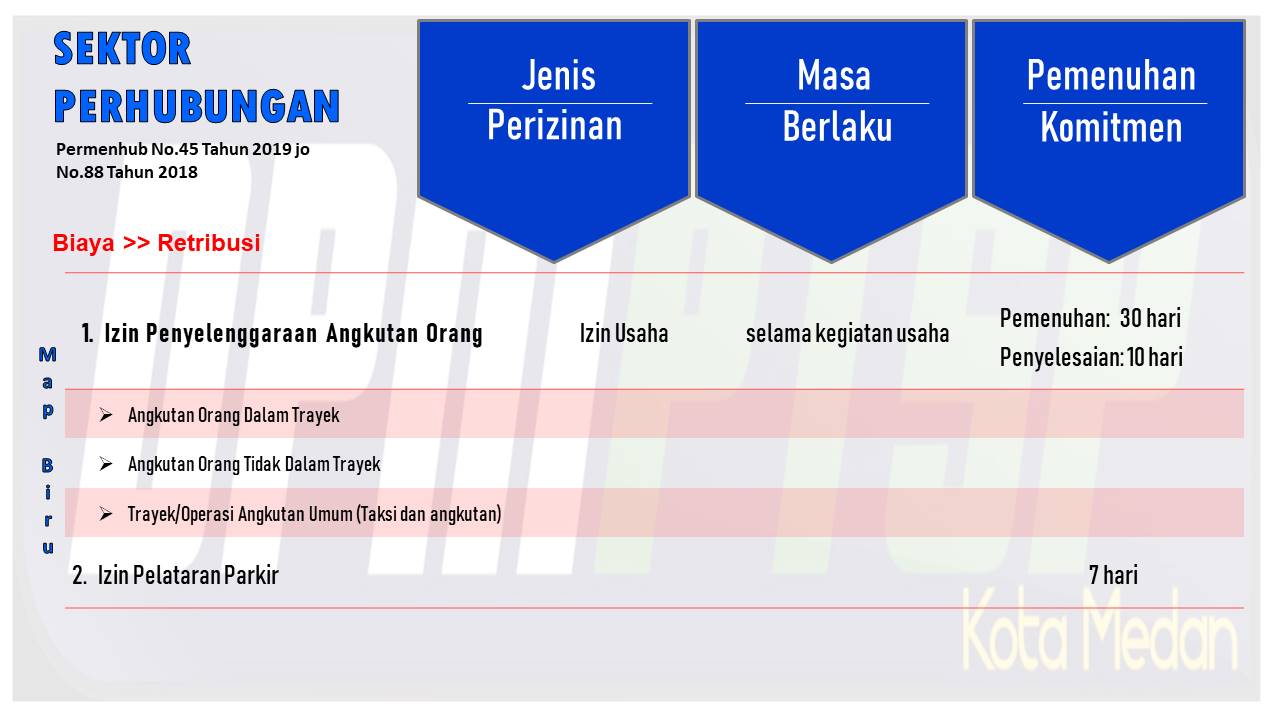 SEKTOR
PERHUBUNGAN
Permenhub No.45 Tahun 2019 jo
No.88 Tahun 2018
Biaya >> Retribusi
Jenis
Perizinan
Masa
Berlaku
Pemenuhan
Komitmen
Map Biru
1. Izin Penyelenggaraan Angkutan Orang Izin Usaha selama kegiatan usaha
Pemenuhan: 30 hari
Penyelesaian: 10 hari
➢ Angkutan Orang Dalam Trayek
➢ Angkutan Orang Tidak Dalam Trayek
➢ Trayek/Operasi Angkutan Umum (Taksi dan angkutan)
2. Izin Pelataran Parkir 7 hari
DPMPTSP
Kota Medan